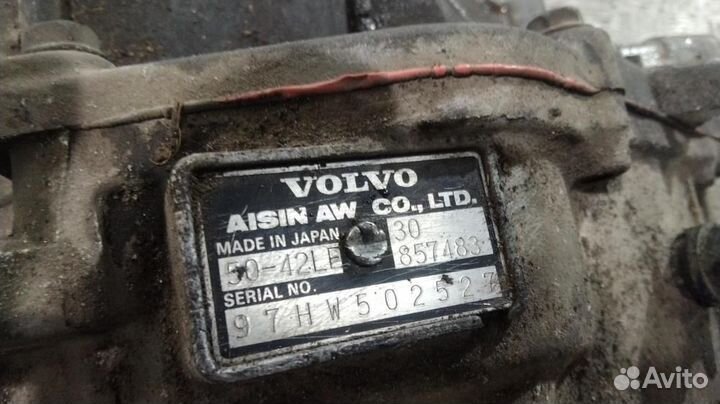 VOLVO
AISIN AW CO., LTD.
MADE IN JAPAN 30
50-42LE 857483
SERIAL NO.
97HW502527
Avito